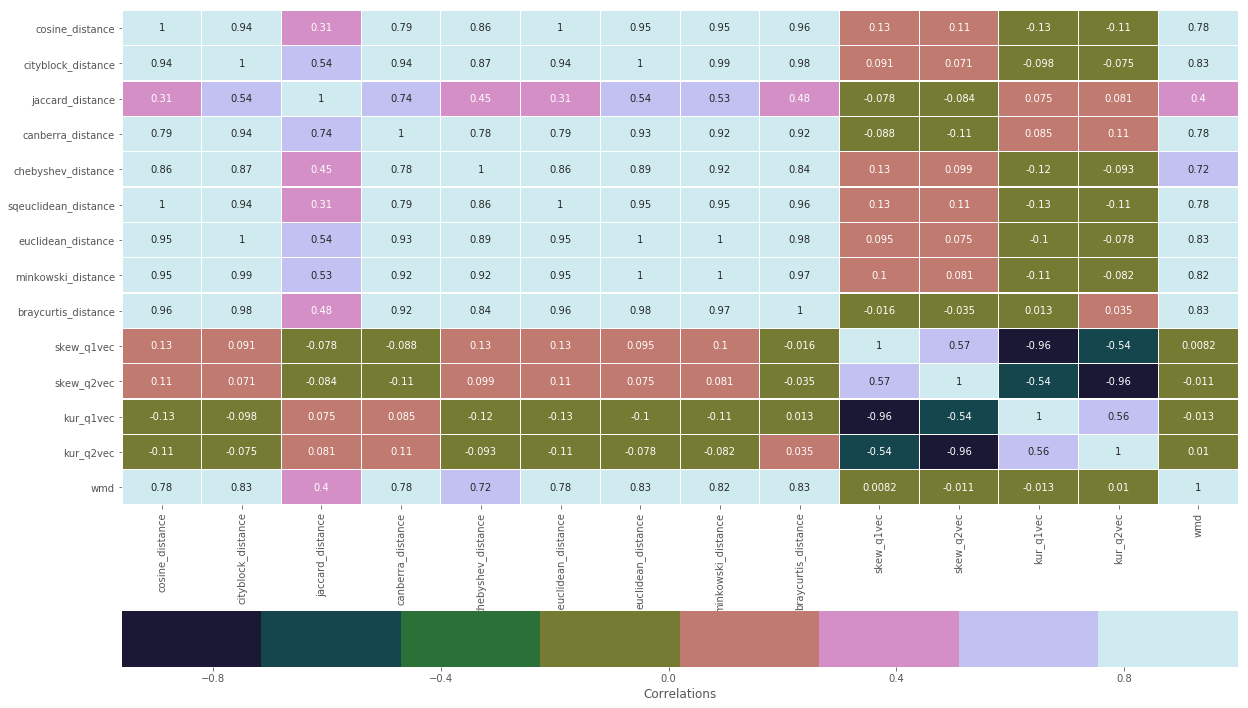 cosine_distance 1 0.94 0.31 0.79 0.86 1 0.95 0.95 0.96 0.13 0.11 -0.13 -0.11 0.78
cityblock_distance 0.94 1 0.54 0.94 0.87 0.94 1 0.99 0.98 0.091 0.071 -0.098 -0.075 0.83
jaccard_distance 0.31 0.54 1 0.74 0.45 0.31 0.54 0.53 0.48 -0.078 -0.084 0.075 0.081 0.4
canberra_distance 0.79 0.94 0.74 1 0.78 0.79 0.93 0.92 0.92 -0.088 -0.11 0.085 0.11 0.78
chebyshev_distance 0.86 0.87 0.45 0.78 1 0.86 0.89 0.92 0.84 0.13 0.099 -0.12 -0.093 0.72
sqeuclidean_distance 1 0.94 0.31 0.79 0.86 1 0.95 0.95 0.96 0.13 0.11 -0.13 -0.11 0.78
euclidean_distance 0.95 1 0.54 0.93 0.89 0.95 1 1 0.98 0.095 0.075 -0.1 -0.078 0.83
minkowski_distance 0.95 0.99 0.53 0.92 0.92 0.95 1 1 0.97 0.1 0.081 -0.11 -0.082 0.82
braycurtis_distance 0.96 0.98 0.48 0.92 0.84 0.96 0.98 0.97 1 -0.016 -0.035 0.013 0.035 0.83
skew_q1vec 0.13 0.091 -0.078 -0.088 0.13 0.13 0.095 0.1 -0.016 1 0.57 -0.96 -0.54 0.0082
skew_q2vec 0.11 0.071 -0.084 -0.11 0.099 0.11 0.075 0.081 -0.035 0.57 1 -0.54 -0.96 -0.011
kur_q1vec -0.13 -0.098 0.075 0.085 -0.12 -0.13 -0.1 -0.11 0.013 -0.96 -0.54 1 0.56 -0.013
kur_q2vec -0.11 -0.075 0.081 0.11 -0.093 -0.11 -0.078 -0.082 0.035 -0.54 -0.96 0.56 1 0.01
wmd 0.78 0.83 0.4 0.78 0.72 0.78 0.83 0.82 0.83 0.0082 -0.011 -0.013 0.01 1
cosine_distance
cityblock_distance
jaccard_distance
canberra_distance
hebyshev_distance
euclidean_distance
euclidean_distance
minkowski_distance
braycurtis_distance
skew_q1vec
skew_q2vec
kur_q1vec
kur_q2vec
wmd
−0.8 −0.4 0.0 0.4 0.8
Correlations